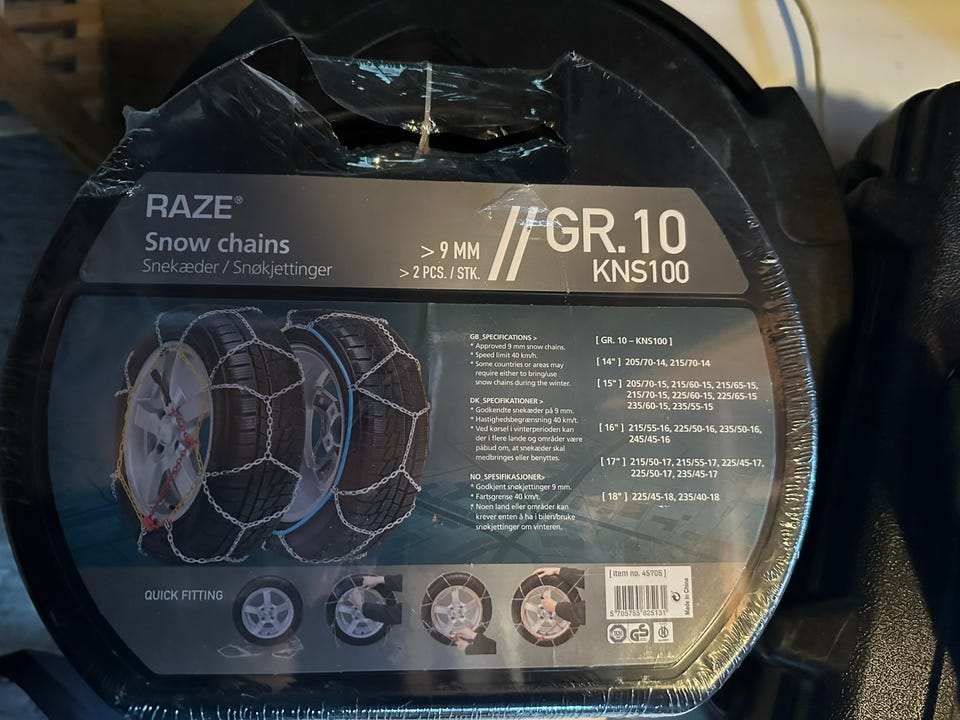 RAZE®
Snow chains
Snekæder / Snøkjettinger
> 9 MM
> 2 PCS. / STK.
// GR. 10
KNS100
GB_SPECIFICATIONS >
* Approved 9 mm snow chains.
* Speed limit 40 km/h.
* Some countries or areas may
require either to bring/use
snow chains during the winter.
DK_SPECIFIKATIONER >
* Godkendte snekæder på 9 mm.
* Hastighedsbegrænsning 40 km/t.
* Ved kørsel i vinterperioden kan
der i flere lande og områder være
påbud om, at snekæder skal
medbringes eller benyttes.
NO_SPESIFIKASJONER>
* Godkjent snøkjettinger 9 mm.
* Fartsgrense 40 km/t.
* Noen land eller områder kan
krever enten å ha i bilen/bruke
snøkjettinger om vinteren.
[ GR. 10 – KNS100 ]
[ 14" ] 205/70-14, 215/70-14
[ 15" ] 205/70-15, 215/60-15, 215/65-15,
215/70-15, 225/60-15, 225/65-15
235/60-15, 235/55-15
[ 16" ] 215/55-16, 225/50-16, 235/50-16,
245/45-16
[ 17" ] 215/50-17, 215/55-17, 225/45-17,
225/50-17, 235/45-17
[ 18" ] 225/45-18, 235/40-18
QUICK FITTING
[ Item no. 45705 ]
5 705755 825131
Made in China